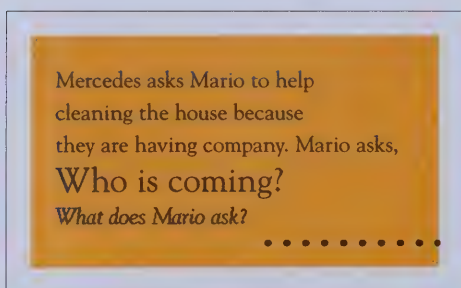 Mercedes asks Mario to help
cleaning the house because
they are having company. Mario asks,
Who is coming?
What does Mario ask?